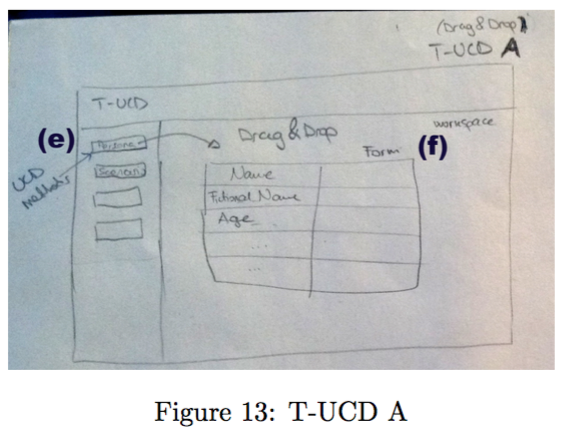 (Drag & Drop)
T-UCD A
T-UCD
(e)
Persona
Drag & Drop
workspace
Form
(f)
UCD
methods
Scenario
Name
Fictional Name
Age
...
...
Figure 13: T-UCD A